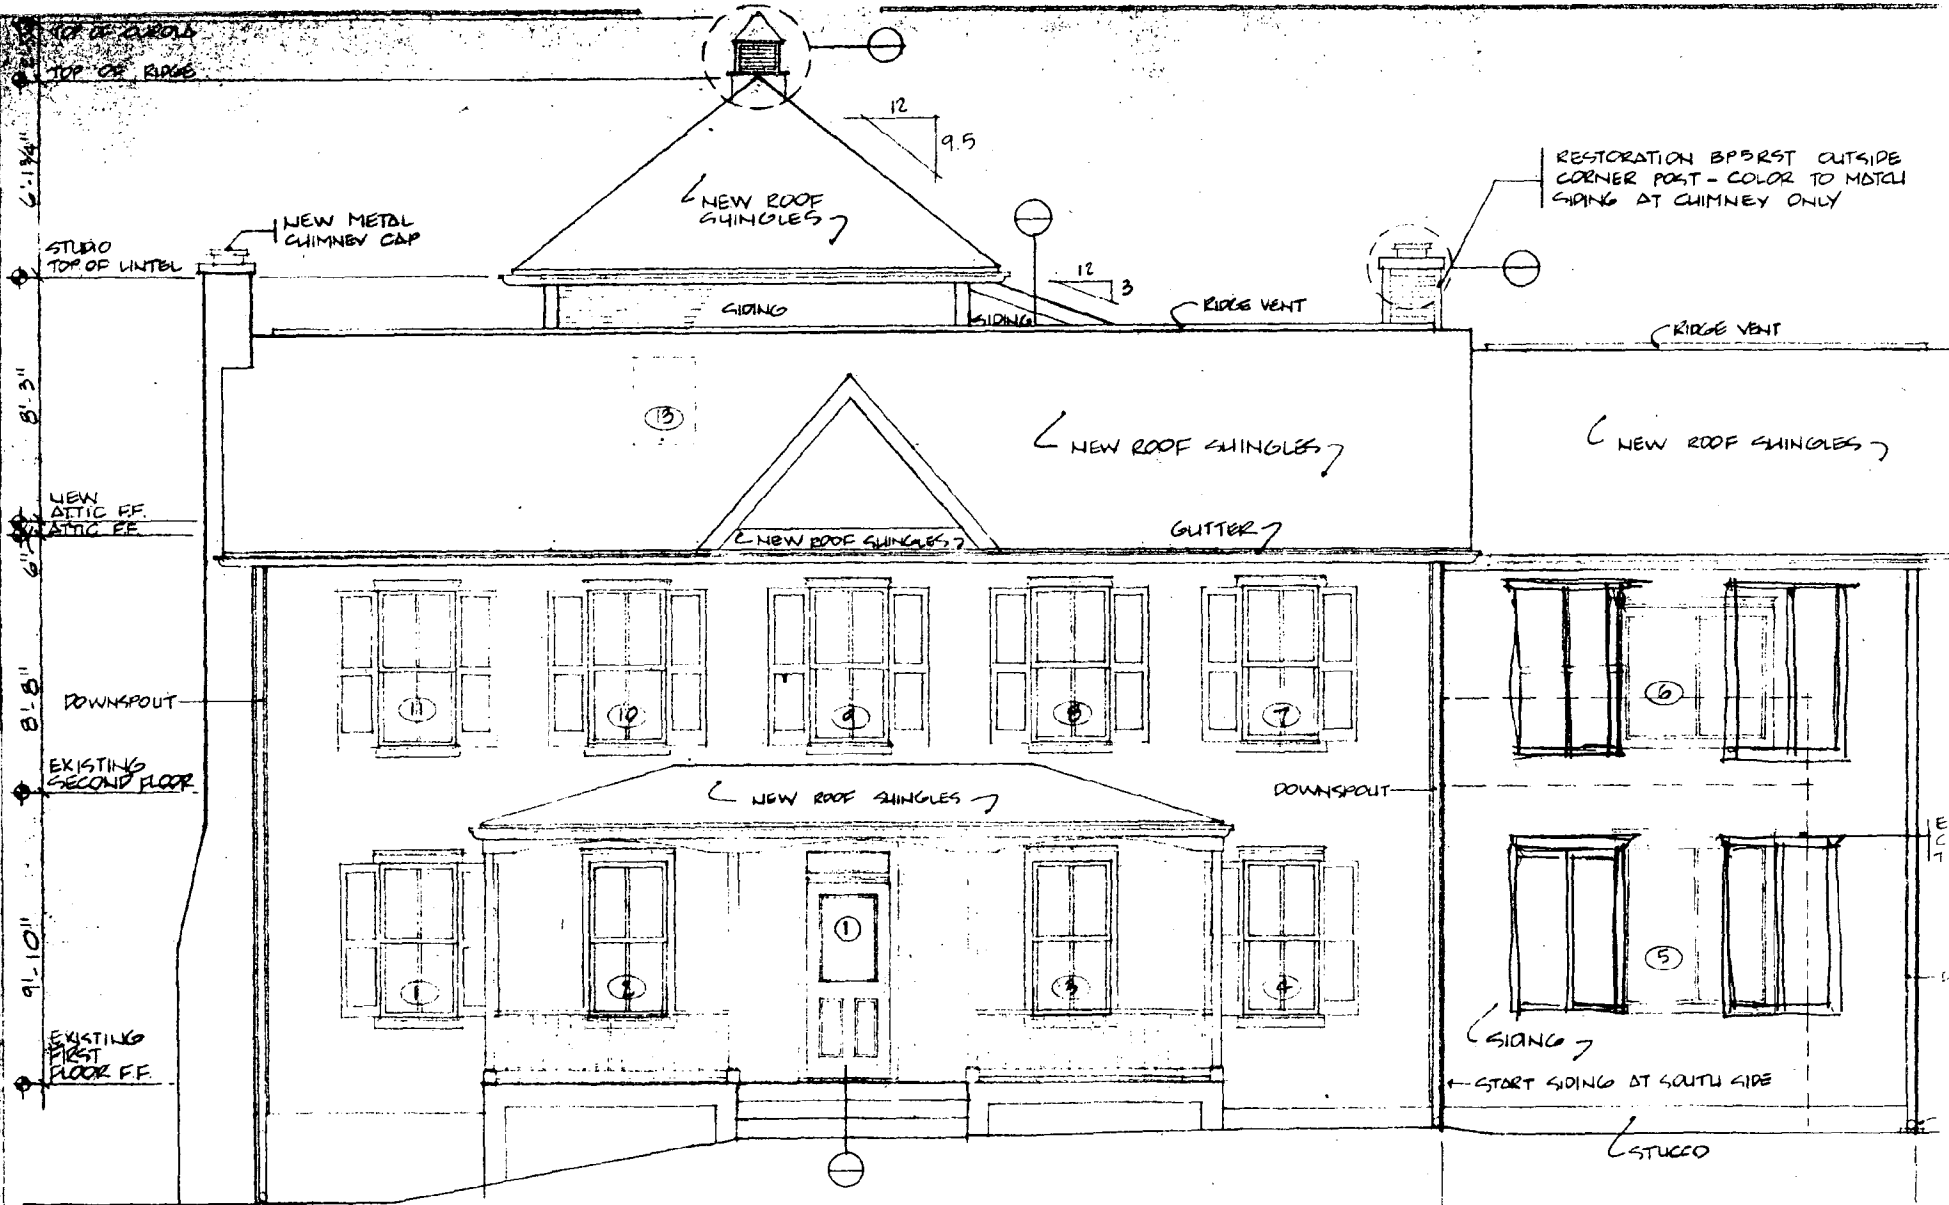 TOP OF CUPOLA
TOP OF RIDGE
6'-1 3/4"
12
9.5
NEW ROOF
SHINGLES
RESTORATION BP5RST OUTSIDE
CORNER POST - COLOR TO MATCH
SIDING AT CHIMNEY ONLY
NEW METAL
CHIMNEY CAP
STUDIO
TOP OF LINTEL
12
3
SIDING
SIDING
RIDGE VENT
RIDGE VENT
8'-3"
13
NEW ROOF SHINGLES
NEW ROOF SHINGLES
NEW
ATTIC F.F.
ATTIC F.F.
6"
NEW ROOF SHINGLES
GUTTER
8'-8"
DOWNSPOUT
11
10
9
8
7
6
EXISTING
SECOND FLOOR
NEW ROOF SHINGLES
DOWNSPOUT
9'-10"
1
2
1
3
4
5
SIDING
EXISTING
FIRST
FLOOR F.F.
START SIDING AT SOUTH SIDE
STUCCO